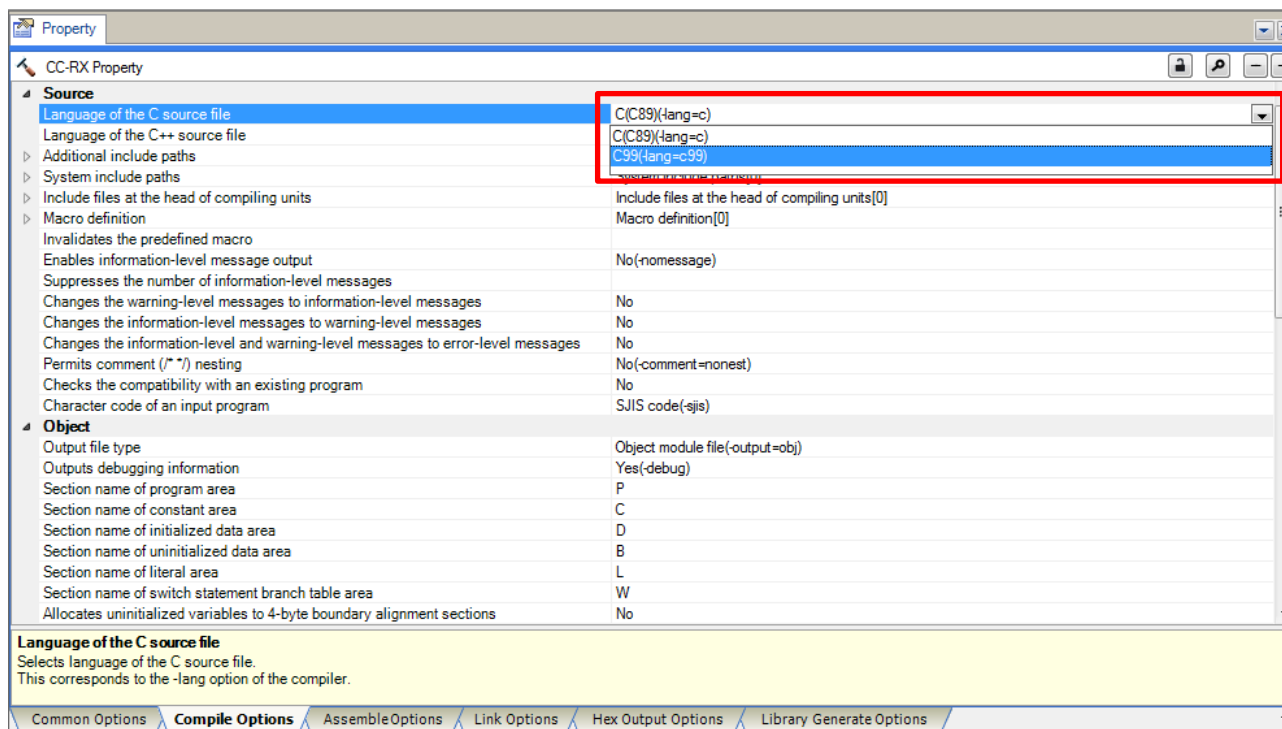 Property
CC-RX Property
Source
Language of the C source file C(C89)(-lang=c)
Language of the C++ source file C(C89)(-lang=c)
Additional include paths C99(-lang=c99)
System include paths System include paths[0]
Include files at the head of compiling units Include files at the head of compiling units[0]
Macro definition Macro definition[0]
Invalidates the predefined macro
Enables information-level message output No(-nomessage)
Suppresses the number of information-level messages
Changes the warning-level messages to information-level messages No
Changes the information-level messages to warning-level messages No
Changes the information-level and warning-level messages to error-level messages No
Permits comment (/* */) nesting No(-comment=nonest)
Checks the compatibility with an existing program No
Character code of an input program SJIS code(-sjis)
Object
Output file type Object module file(-output=obj)
Outputs debugging information Yes(-debug)
Section name of program area P
Section name of constant area C
Section name of initialized data area D
Section name of uninitialized data area B
Section name of literal area L
Section name of switch statement branch table area W
Allocates uninitialized variables to 4-byte boundary alignment sections No
Language of the C source file
Selects language of the C source file.
This corresponds to the -lang option of the compiler.
Common Options Compile Options Assemble Options Link Options Hex Output Options Library Generate Options